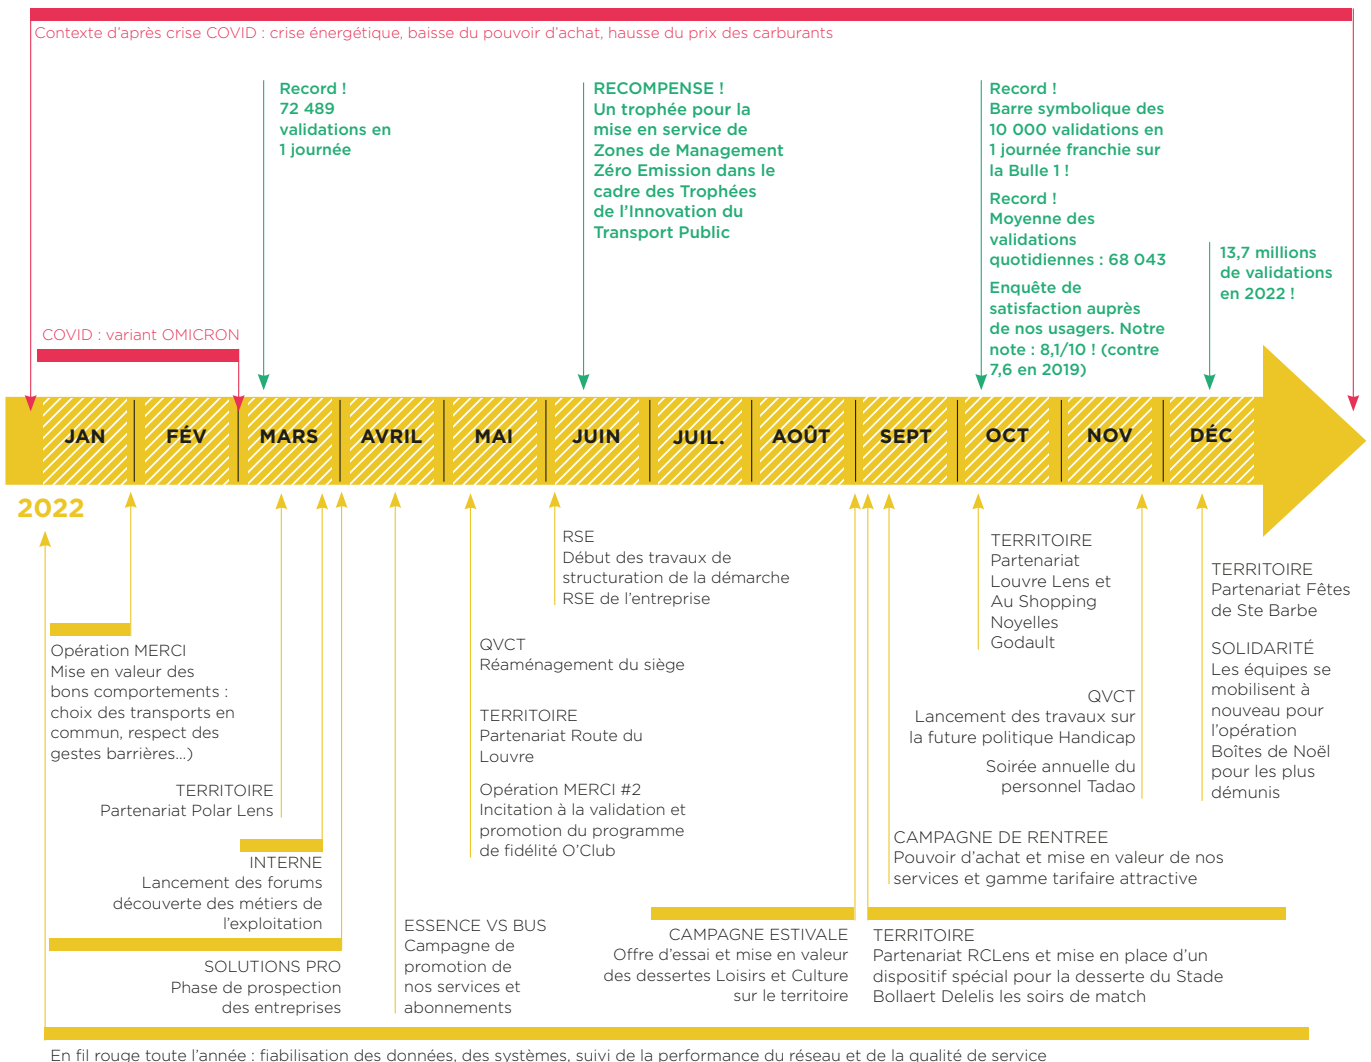 Contexte d'après crise COVID : crise énergétique, baisse du pouvoir d'achat, hausse du prix des carburants
Record !
72 489
validations en
1 journée
RECOMPENSE !
Un trophée pour la
mise en service de
Zones de Management
Zéro Emission dans le
cadre des Trophées
de l'Innovation du
Transport Public
Record !
Barre symbolique des
10 000 validations en
1 journée franchie sur
la Bulle 1 !
Record !
Moyenne des
validations
quotidiennes : 68 043
Enquête de
satisfaction auprès
de nos usagers. Notre
note : 8,1/10 ! (contre
7,6 en 2019)
13,7 millions
de validations
en 2022 !
COVID : variant OMICRON
JAN
FÉV
MARS
AVRIL
MAI
JUIN
JUIL.
AOÛT
SEPT
OCT
NOV
DÉC
2022
Opération MERCI
Mise en valeur des
bons comportements :
choix des transports en
commun, respect des
gestes barrières...)
TERRITOIRE
Partenariat Polar Lens
INTERNE
Lancement des forums
découverte des métiers de
l'exploitation
SOLUTIONS PRO
Phase de prospection
des entreprises
ESSENCE VS BUS
Campagne de
promotion de
nos services et
abonnements
RSE
Début des travaux de
structuration de la démarche
RSE de l'entreprise
QVCT
Réaménagement du siège
TERRITOIRE
Partenariat Route du
Louvre
Opération MERCI #2
Incitation à la validation et
promotion du programme
de fidélité O'Club
CAMPAGNE ESTIVALE
Offre d'essai et mise en valeur
des dessertes Loisirs et Culture
sur le territoire
TERRITOIRE
Partenariat RCLens et mise en place d'un
dispositif spécial pour la desserte du Stade
Bollaert Delelis les soirs de match
CAMPAGNE DE RENTREE
Pouvoir d'achat et mise en valeur de nos
services et gamme tarifaire attractive
TERRITOIRE
Partenariat
Louvre Lens et
Au Shopping
Noyelles
Godault
QVCT
Lancement des travaux sur
la future politique Handicap
Soirée annuelle du
personnel Tadao
TERRITOIRE
Partenariat Fêtes
de Ste Barbe
SOLIDARITÉ
Les équipes se
mobilisent à
nouveau pour
l'opération
Boîtes de Noël
pour les plus
démunis
En fil rouge toute l'année : fiabilisation des données, des systèmes, suivi de la performance du réseau et de la qualité de service